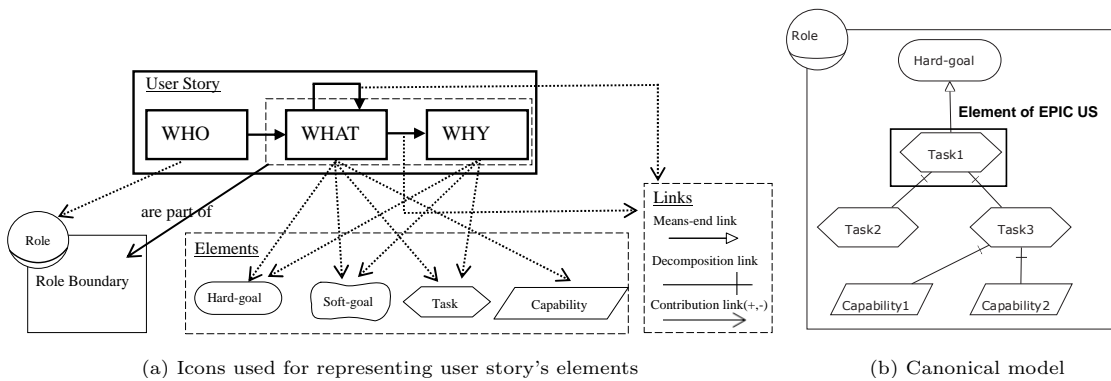 User Story
WHO
WHAT
WHY
are part of
Role
Role Boundary
Elements
Hard-goal
Soft-goal
Task
Capability
Links
Means-end link
Decomposition link
Contribution link(+,-)
(a) Icons used for representing user story's elements
Role
Hard-goal
Element of EPIC US
Task1
Task2
Task3
Capability1
Capability2
(b) Canonical model